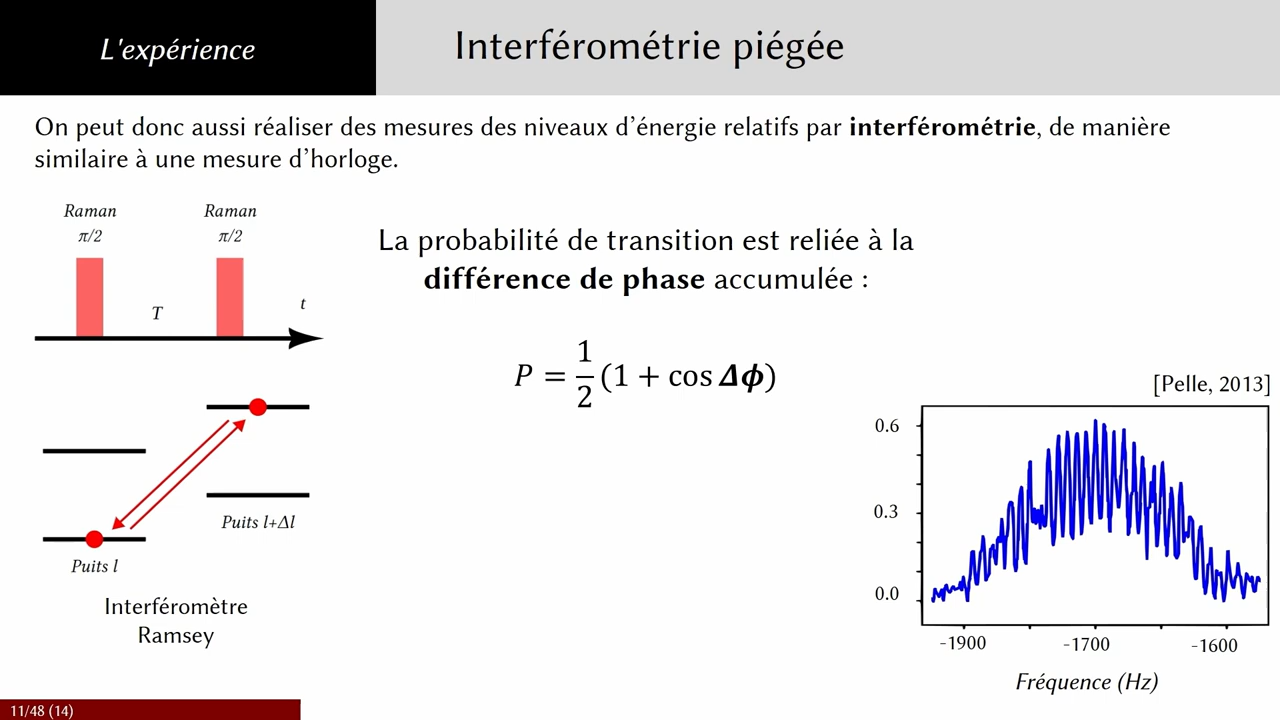 L'expérience
Interférométrie piégée
On peut donc aussi réaliser des mesures des niveaux d’énergie relatifs par interférométrie, de manière
similaire à une mesure d’horloge.
Raman
π/2
Raman
π/2
T
t
Puits l+Δl
Puits l
Interféromètre
Ramsey
La probabilité de transition est reliée à la
différence de phase accumulée :
P = 1/2 (1 + cos Δϕ)
[Pelle, 2013]
0.6
0.3
0.0
-1900
-1700
-1600
Fréquence (Hz)
11/48 (14)